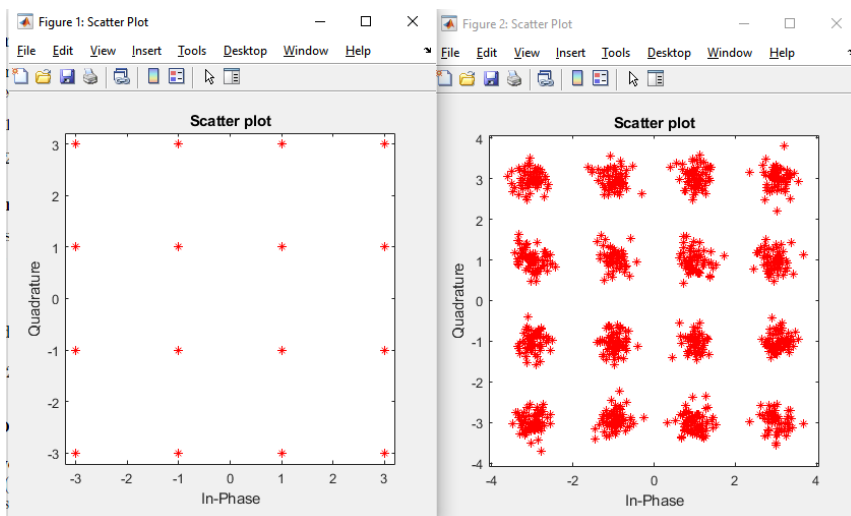 Figure 1: Scatter Plot
File Edit View Insert Tools Desktop Window Help
Scatter plot
3
2
1
0
-1
-2
-3
Quadrature
-3 -2 -1 0 1 2 3
In-Phase
Figure 2: Scatter Plot
File Edit View Insert Tools Desktop Window Help
Scatter plot
4
3
2
1
0
-1
-2
-3
-4
Quadrature
-4 -2 0 2 4
In-Phase